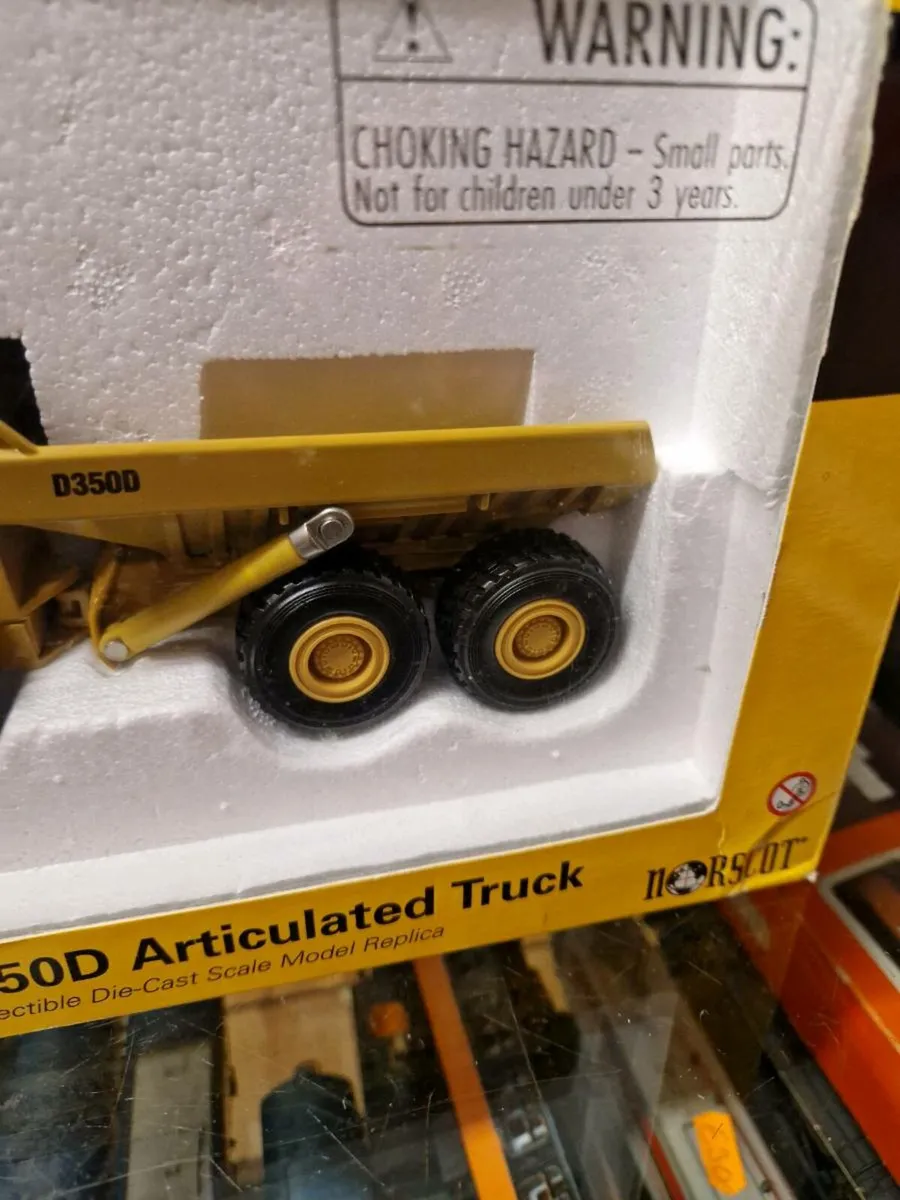 WARNING:
CHOKING HAZARD – Small parts.
Not for children under 3 years.
D350D
50D Articulated Truck
ectible Die-Cast Scale Model Replica
NORSCOT